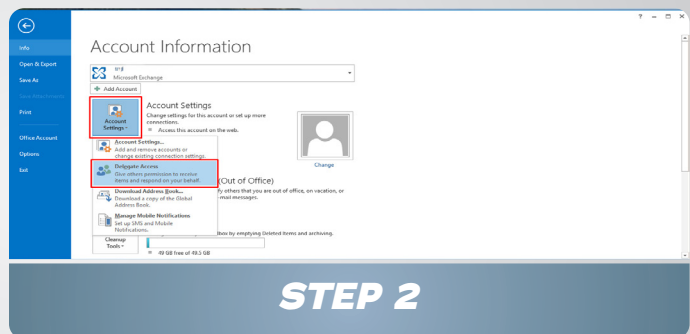 Info
Open & Export
Save As
Save Attachments
Print
Office Account
Options
Exit
? – □ ×
Account Information
Microsoft Exchange
+ Add Account
Account
Settings
Account Settings
Change settings for this account or set up more
connections.
Access this account on the web.
Change
Account Settings...
Add and remove accounts or
change existing connection settings.
Delegate Access
Give others permission to receive
items and respond on your behalf.
Download Address Book...
Download a copy of the Global
Address Book.
Manage Mobile Notifications
Set up SMS and Mobile
Notifications.
(Out of Office)
y others that you are out of office, on vacation, or
-mail messages.
box by emptying Deleted Items and archiving.
Cleanup
Tools
49 GB free of 49.5 GB
STEP 2